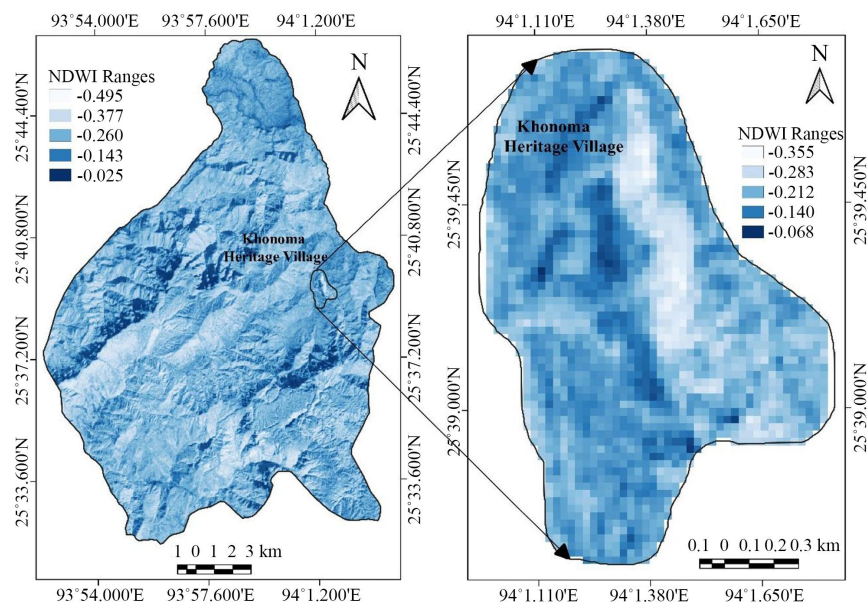 93°54.000'E 93°57.600'E 94°1.200'E
NDWI Ranges
-0.495
-0.377
-0.260
-0.143
-0.025
N
25°44.400'N
25°40.800'N
25°37.200'N
25°33.600'N
25°44.400'N
25°40.800'N
25°37.200'N
25°33.600'N
Khonoma
Heritage Village
1 0 1 2 3 km
93°54.000'E 93°57.600'E 94°1.200'E
94°1.110'E 94°1.380'E 94°1.650'E
N
Khonoma
Heritage Village
NDWI Ranges
-0.355
-0.283
-0.212
-0.140
-0.068
25°39.450'N
25°39.000'N
25°39.450'N
25°39.000'N
0.1 0 0.1 0.2 0.3 km
94°1.110'E 94°1.380'E 94°1.650'E